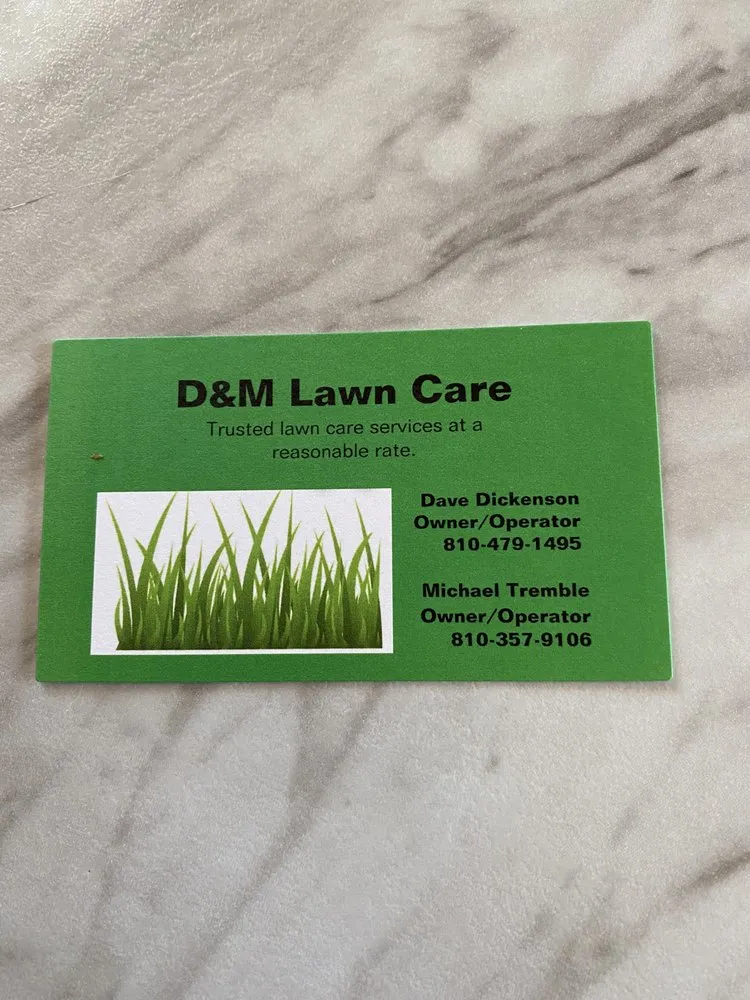 D&M Lawn Care
Trusted lawn care services at a
reasonable rate.
Dave Dickenson
Owner/Operator
810-479-1495
Michael Tremble
Owner/Operator
810-357-9106